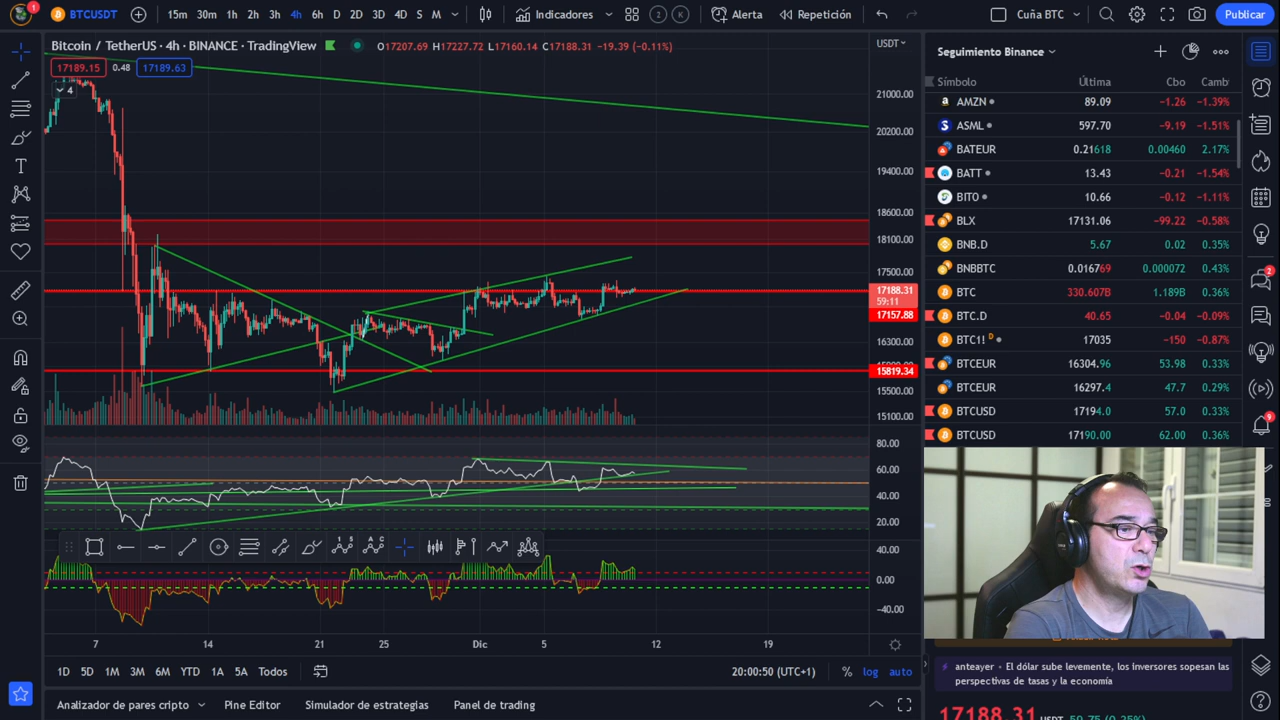 1 BTCUSDT 15m 30m 1h 2h 3h 4h 6h D 2D 3D 4D S M Indicadores 2 K Alerta Repetición Cuña BTC Publicar
Bitcoin / TetherUS · 4h · BINANCE · TradingView O17207.69 H17227.72 L17160.14 C17188.31 −19.39 (−0.11%) USDT
17189.15 0.48 17189.63
4
21000.00
20200.00
19400.00
18600.00
18100.00
17500.00
17188.31
59:11
17157.88
16300.00
15819.34
15500.00
15100.00
80.00
60.00
40.00
20.00
40.00
0.00
−40.00
7 14 21 25 Dic 5 12 19
1D 5D 1M 3M 6M YTD 1A 5A Todos 20:00:50 (UTC+1) % log auto
Analizador de pares cripto Pine Editor Simulador de estrategias Panel de trading
Seguimiento Binance
Símbolo Última Cbo Camb
AMZN 89.09 −1.26 −1.39%
ASML 597.70 −9.19 −1.51%
BATEUR 0.21618 0.00460 2.17%
BATT 13.43 −0.21 −1.54%
BITO 10.66 −0.12 −1.11%
BLX 17131.06 −99.22 −0.58%
BNB.D 5.67 0.02 0.35%
BNBBTC 0.016769 0.000072 0.43%
BTC 330.607B 1.189B 0.36%
BTC.D 40.65 −0.04 −0.09%
BTC1! D 17035 −150 −0.87%
BTCEUR 16304.96 53.98 0.33%
BTCEUR 16297.4 47.7 0.29%
BTCUSD 17194.0 57.0 0.33%
BTCUSD 17190.00 62.00 0.36%
anteayer • El dólar sube levemente, los inversores sopesan las
perspectivas de tasas y la economía
17188.31 USDT 59.75 (0.35%)
2
9